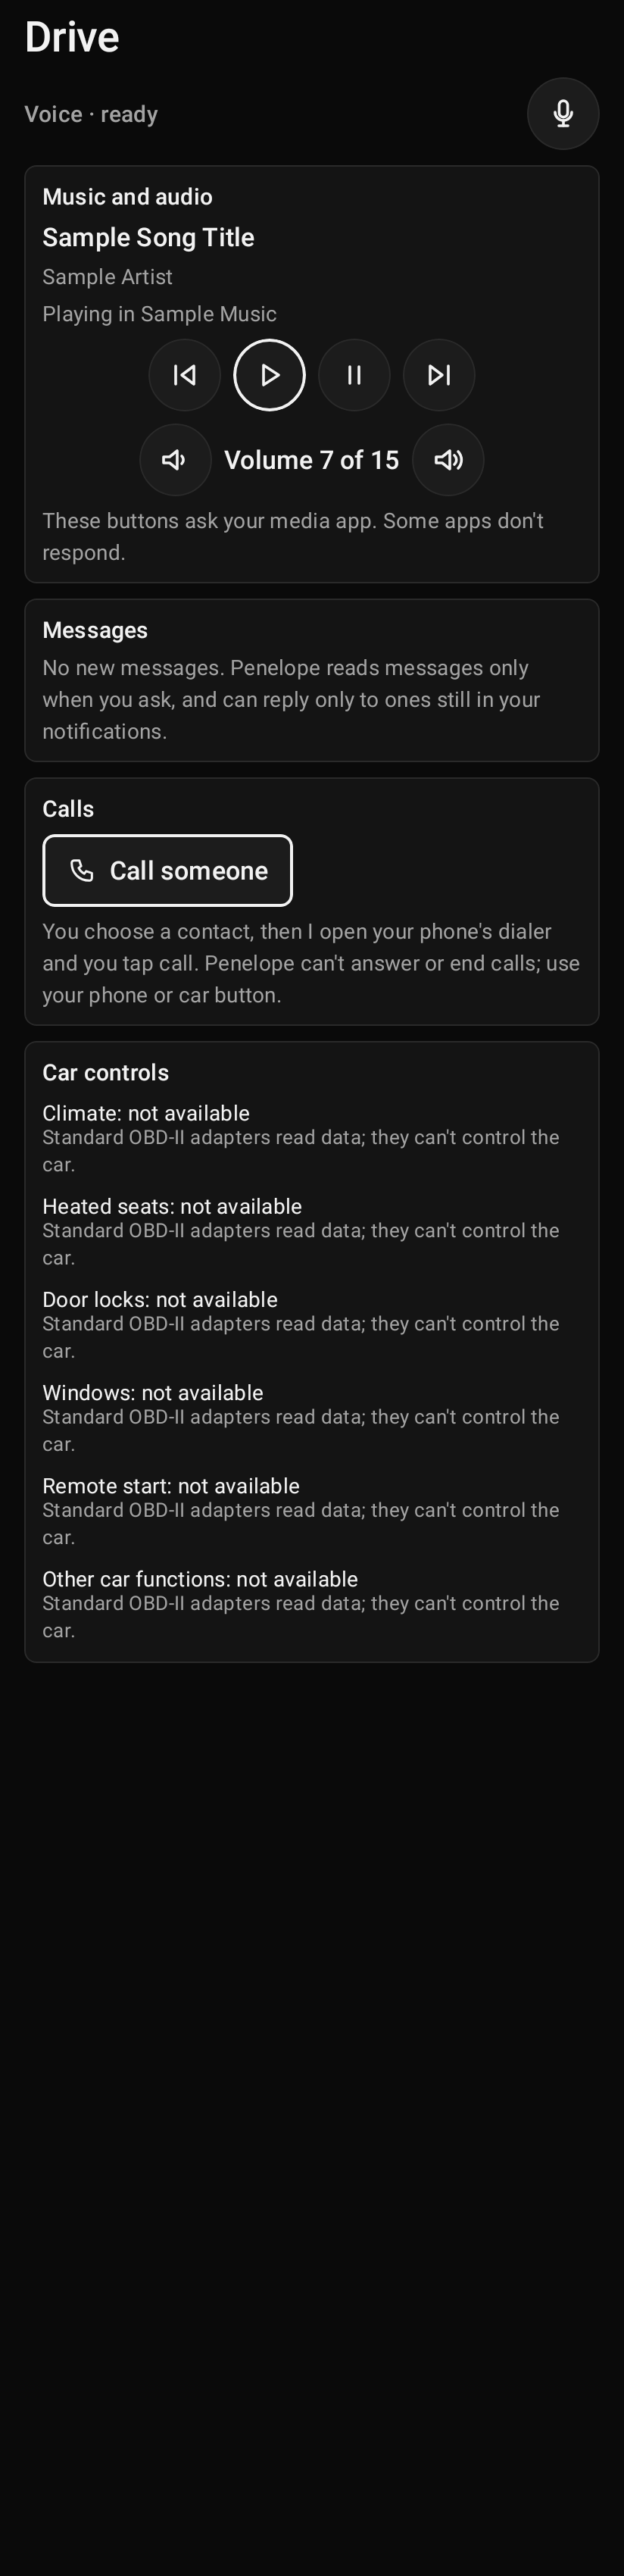 Drive
Voice · ready
Music and audio
Sample Song Title
Sample Artist
Playing in Sample Music
Volume 7 of 15
These buttons ask your media app. Some apps don't
respond.
Messages
No new messages. Penelope reads messages only
when you ask, and can reply only to ones still in your
notifications.
Calls
Call someone
You choose a contact, then I open your phone's dialer
and you tap call. Penelope can't answer or end calls; use
your phone or car button.
Car controls
Climate: not available
Standard OBD-II adapters read data; they can't control the
car.
Heated seats: not available
Standard OBD-II adapters read data; they can't control the
car.
Door locks: not available
Standard OBD-II adapters read data; they can't control the
car.
Windows: not available
Standard OBD-II adapters read data; they can't control the
car.
Remote start: not available
Standard OBD-II adapters read data; they can't control the
car.
Other car functions: not available
Standard OBD-II adapters read data; they can't control the
car.